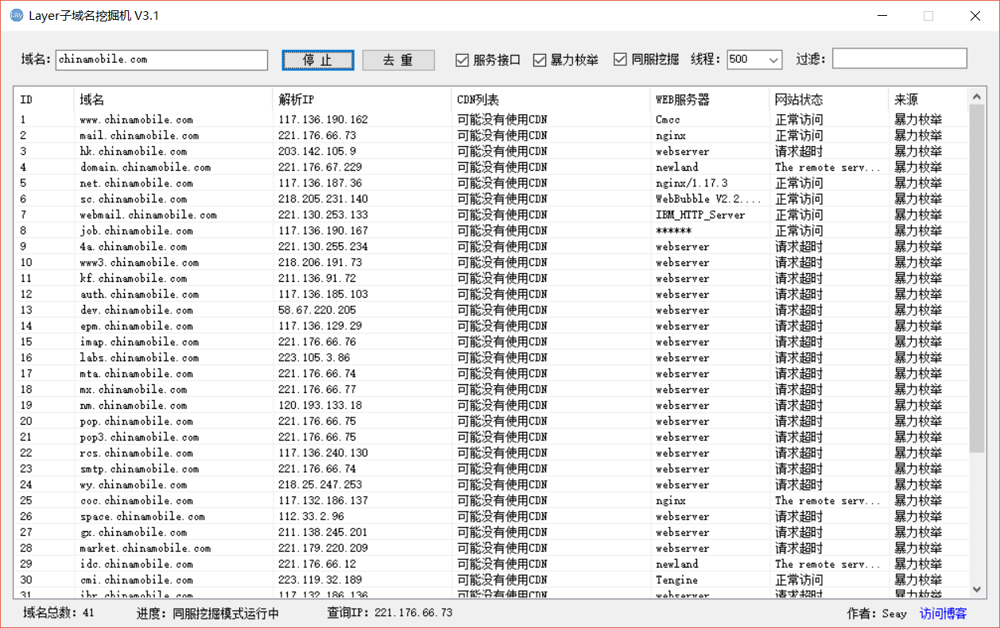 Layer子域名挖掘机 V3.1
域名: chinamobile.com 停 止 去 重 服务接口 暴力枚举 同服挖掘 线程: 500 过滤:
ID 域名 解析IP CDN列表 WEB服务器 网站状态 来源
1 www.chinamobile.com 117.136.190.162 可能没有使用CDN Cmcc 正常访问 暴力枚举
2 mail.chinamobile.com 221.176.66.73 可能没有使用CDN nginx 正常访问 暴力枚举
3 hk.chinamobile.com 203.142.105.9 可能没有使用CDN webserver 请求超时 暴力枚举
4 domain.chinamobile.com 221.176.67.229 可能没有使用CDN newland The remote serv... 暴力枚举
5 net.chinamobile.com 117.136.187.36 可能没有使用CDN nginx/1.17.3 正常访问 暴力枚举
6 sc.chinamobile.com 218.205.231.140 可能没有使用CDN WebBubble V2.2.... 正常访问 暴力枚举
7 webmail.chinamobile.com 221.130.253.133 可能没有使用CDN IBM_HTTP_Server 正常访问 暴力枚举
8 job.chinamobile.com 117.136.190.167 可能没有使用CDN ****** 正常访问 暴力枚举
9 4a.chinamobile.com 221.130.255.234 可能没有使用CDN webserver 请求超时 暴力枚举
10 www3.chinamobile.com 218.206.191.73 可能没有使用CDN webserver 请求超时 暴力枚举
11 kf.chinamobile.com 211.136.91.72 可能没有使用CDN webserver 请求超时 暴力枚举
12 auth.chinamobile.com 117.136.185.103 可能没有使用CDN webserver 请求超时 暴力枚举
13 dev.chinamobile.com 58.67.220.205 可能没有使用CDN webserver 请求超时 暴力枚举
14 epm.chinamobile.com 117.136.129.29 可能没有使用CDN webserver 请求超时 暴力枚举
15 imap.chinamobile.com 221.176.66.76 可能没有使用CDN webserver 请求超时 暴力枚举
16 labs.chinamobile.com 223.105.3.86 可能没有使用CDN webserver 请求超时 暴力枚举
17 mta.chinamobile.com 221.176.66.74 可能没有使用CDN webserver 请求超时 暴力枚举
18 mx.chinamobile.com 221.176.66.77 可能没有使用CDN webserver 请求超时 暴力枚举
19 nm.chinamobile.com 120.193.133.18 可能没有使用CDN webserver 请求超时 暴力枚举
20 pop.chinamobile.com 221.176.66.75 可能没有使用CDN webserver 请求超时 暴力枚举
21 pop3.chinamobile.com 221.176.66.75 可能没有使用CDN webserver 请求超时 暴力枚举
22 rcs.chinamobile.com 117.136.240.130 可能没有使用CDN webserver 请求超时 暴力枚举
23 smtp.chinamobile.com 221.176.66.74 可能没有使用CDN webserver 请求超时 暴力枚举
24 wy.chinamobile.com 218.25.247.253 可能没有使用CDN webserver 请求超时 暴力枚举
25 coc.chinamobile.com 117.132.186.137 可能没有使用CDN nginx The remote serv... 暴力枚举
26 space.chinamobile.com 112.33.2.96 可能没有使用CDN webserver 请求超时 暴力枚举
27 gx.chinamobile.com 211.138.245.201 可能没有使用CDN webserver 请求超时 暴力枚举
28 market.chinamobile.com 221.179.220.209 可能没有使用CDN webserver 请求超时 暴力枚举
29 idc.chinamobile.com 221.176.66.12 可能没有使用CDN newland The remote serv... 暴力枚举
30 cmi.chinamobile.com 223.119.32.189 可能没有使用CDN Tengine 正常访问 暴力枚举
31 117.132.186.136 可能没有使用CDN webserver 请求超时 暴力枚举
域名总数: 41 进度: 同服挖掘模式运行中 查询IP: 221.176.66.73 作者: Seay 访问博客